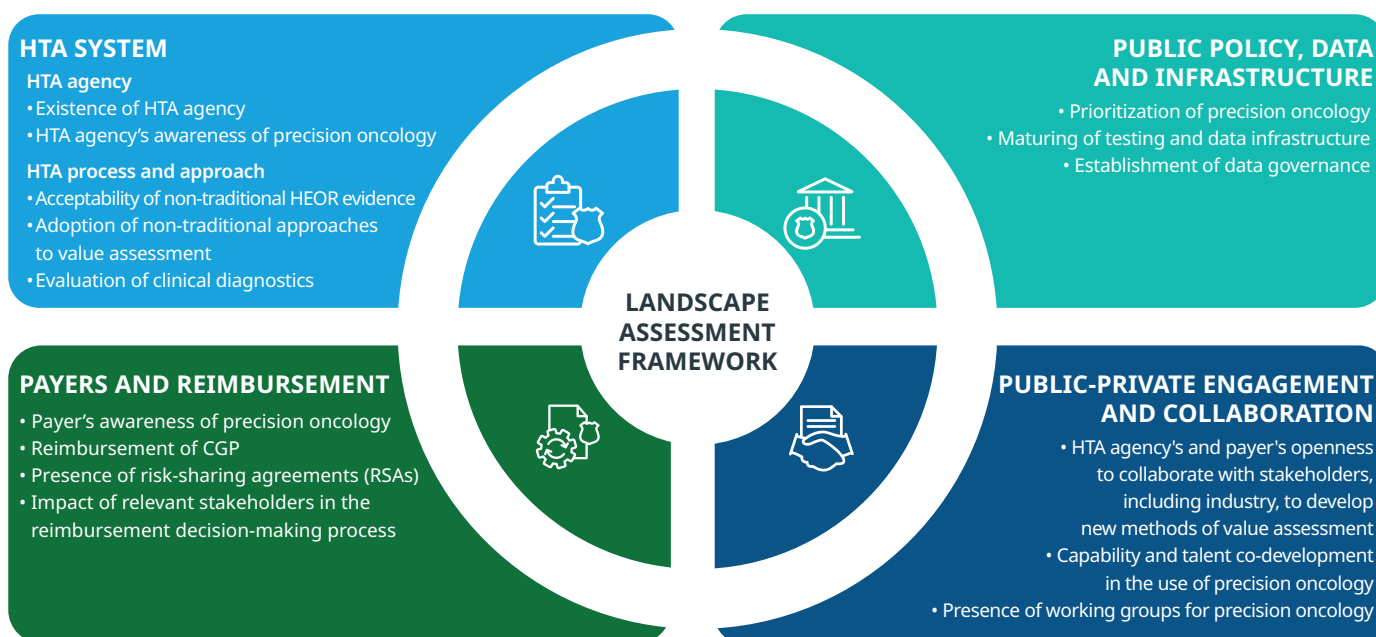 HTA SYSTEM
HTA agency
•Existence of HTA agency
•HTA agency’s awareness of precision oncology
HTA process and approach
•Acceptability of non-traditional HEOR evidence
•Adoption of non-traditional approaches
to value assessment
•Evaluation of clinical diagnostics
PUBLIC POLICY, DATA
AND INFRASTRUCTURE
• Prioritization of precision oncology
• Maturing of testing and data infrastructure
• Establishment of data governance
LANDSCAPE
ASSESSMENT
FRAMEWORK
PAYERS AND REIMBURSEMENT
• Payer’s awareness of precision oncology
• Reimbursement of CGP
• Presence of risk-sharing agreements (RSAs)
• Impact of relevant stakeholders in the
reimbursement decision-making process
PUBLIC-PRIVATE ENGAGEMENT
AND COLLABORATION
• HTA agency's and payer's openness
to collaborate with stakeholders,
including industry, to develop
new methods of value assessment
• Capability and talent co-development
in the use of precision oncology
• Presence of working groups for precision oncology